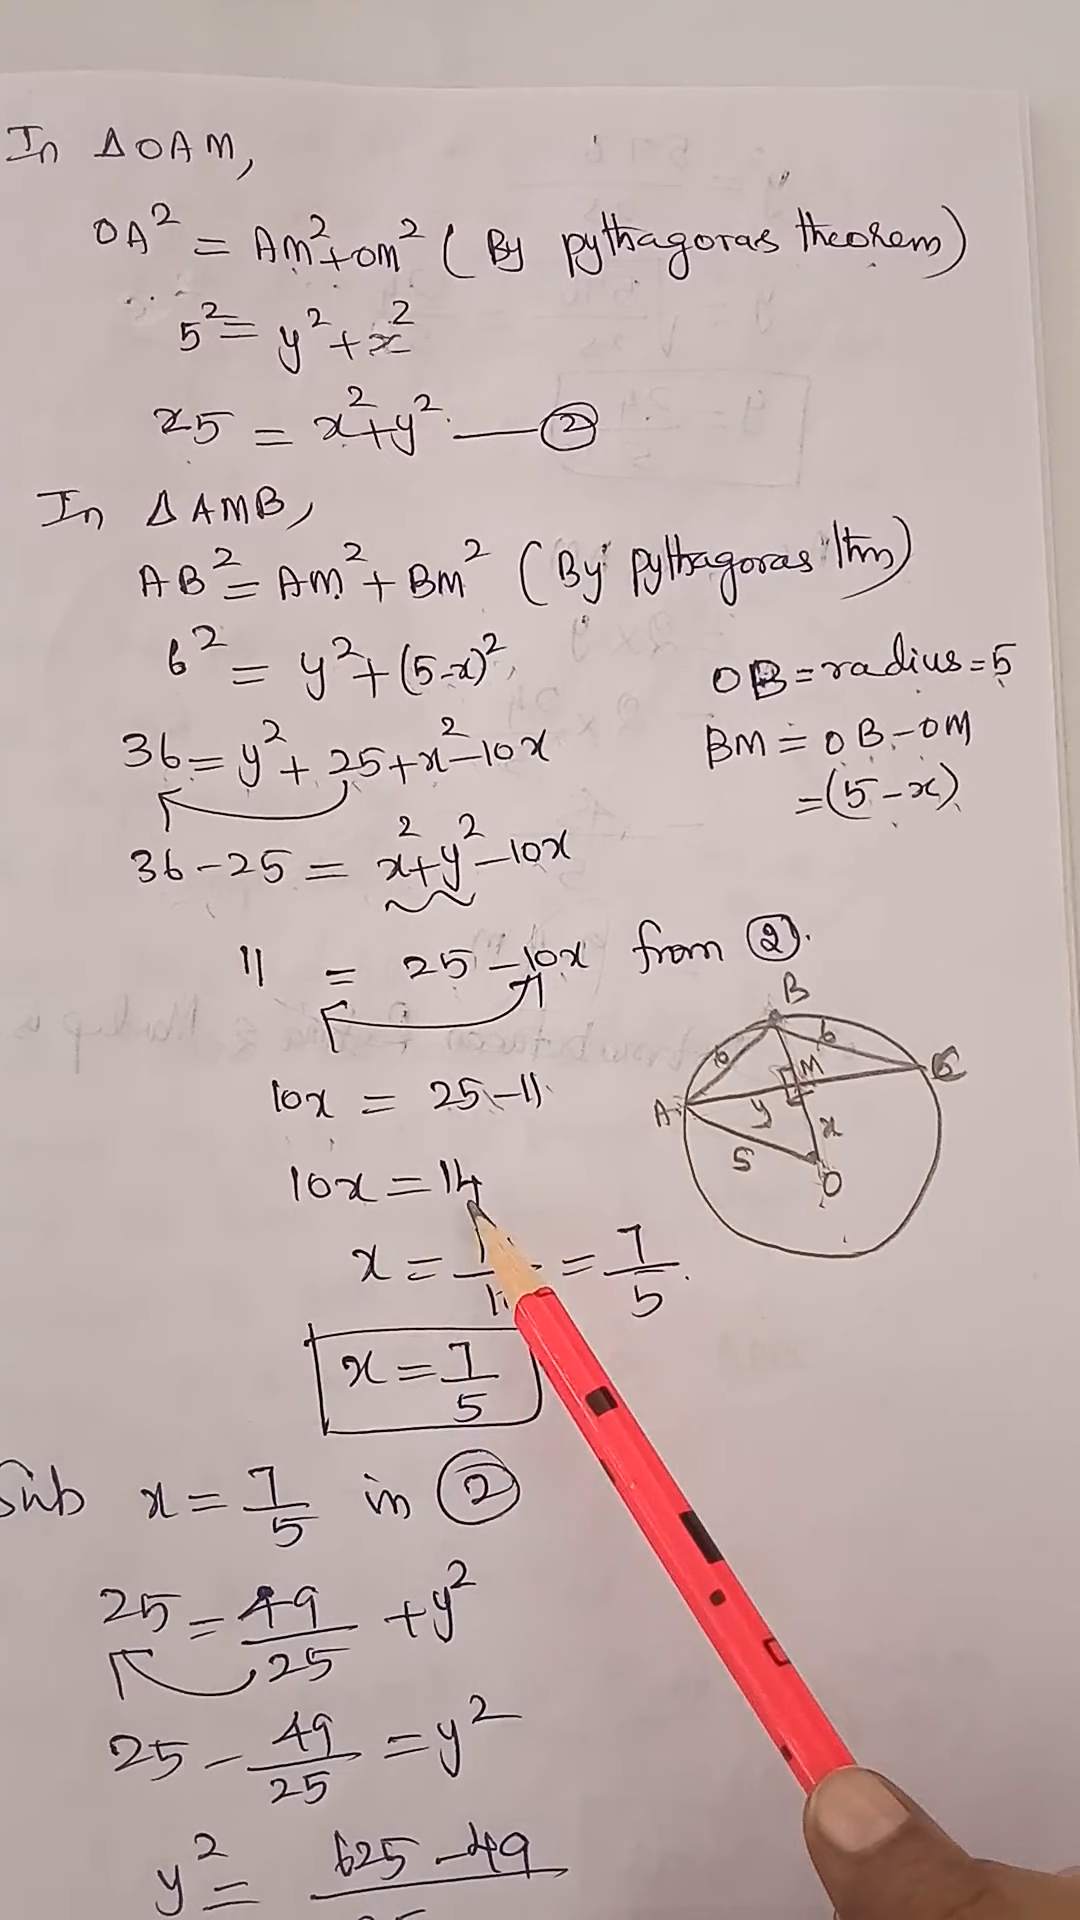 In Δ OAM,
OA² = Am² + om² ( By pythagoras theorem)
5² = y² + x²
25 = x² + y² — ②
In Δ AMB,
AB² = Am² + Bm² ( By pythagoras thm)
6² = y² + (5-x)²
OB = radius = 5
36 = y² + 25 + x² - 10x
BM = OB - OM
= (5 - x)
36 - 25 = x² + y² - 10x
11 = 25 - 10x from ②.
B
6 6
M
C
A
y
x
5
O
10x = 25 - 11
10x = 14
x = = 7/5
x = 7/5
Sub x = 7/5 in ②
25 = 49/25 + y²
25 - 49/25 = y²
y² = 625 - 49